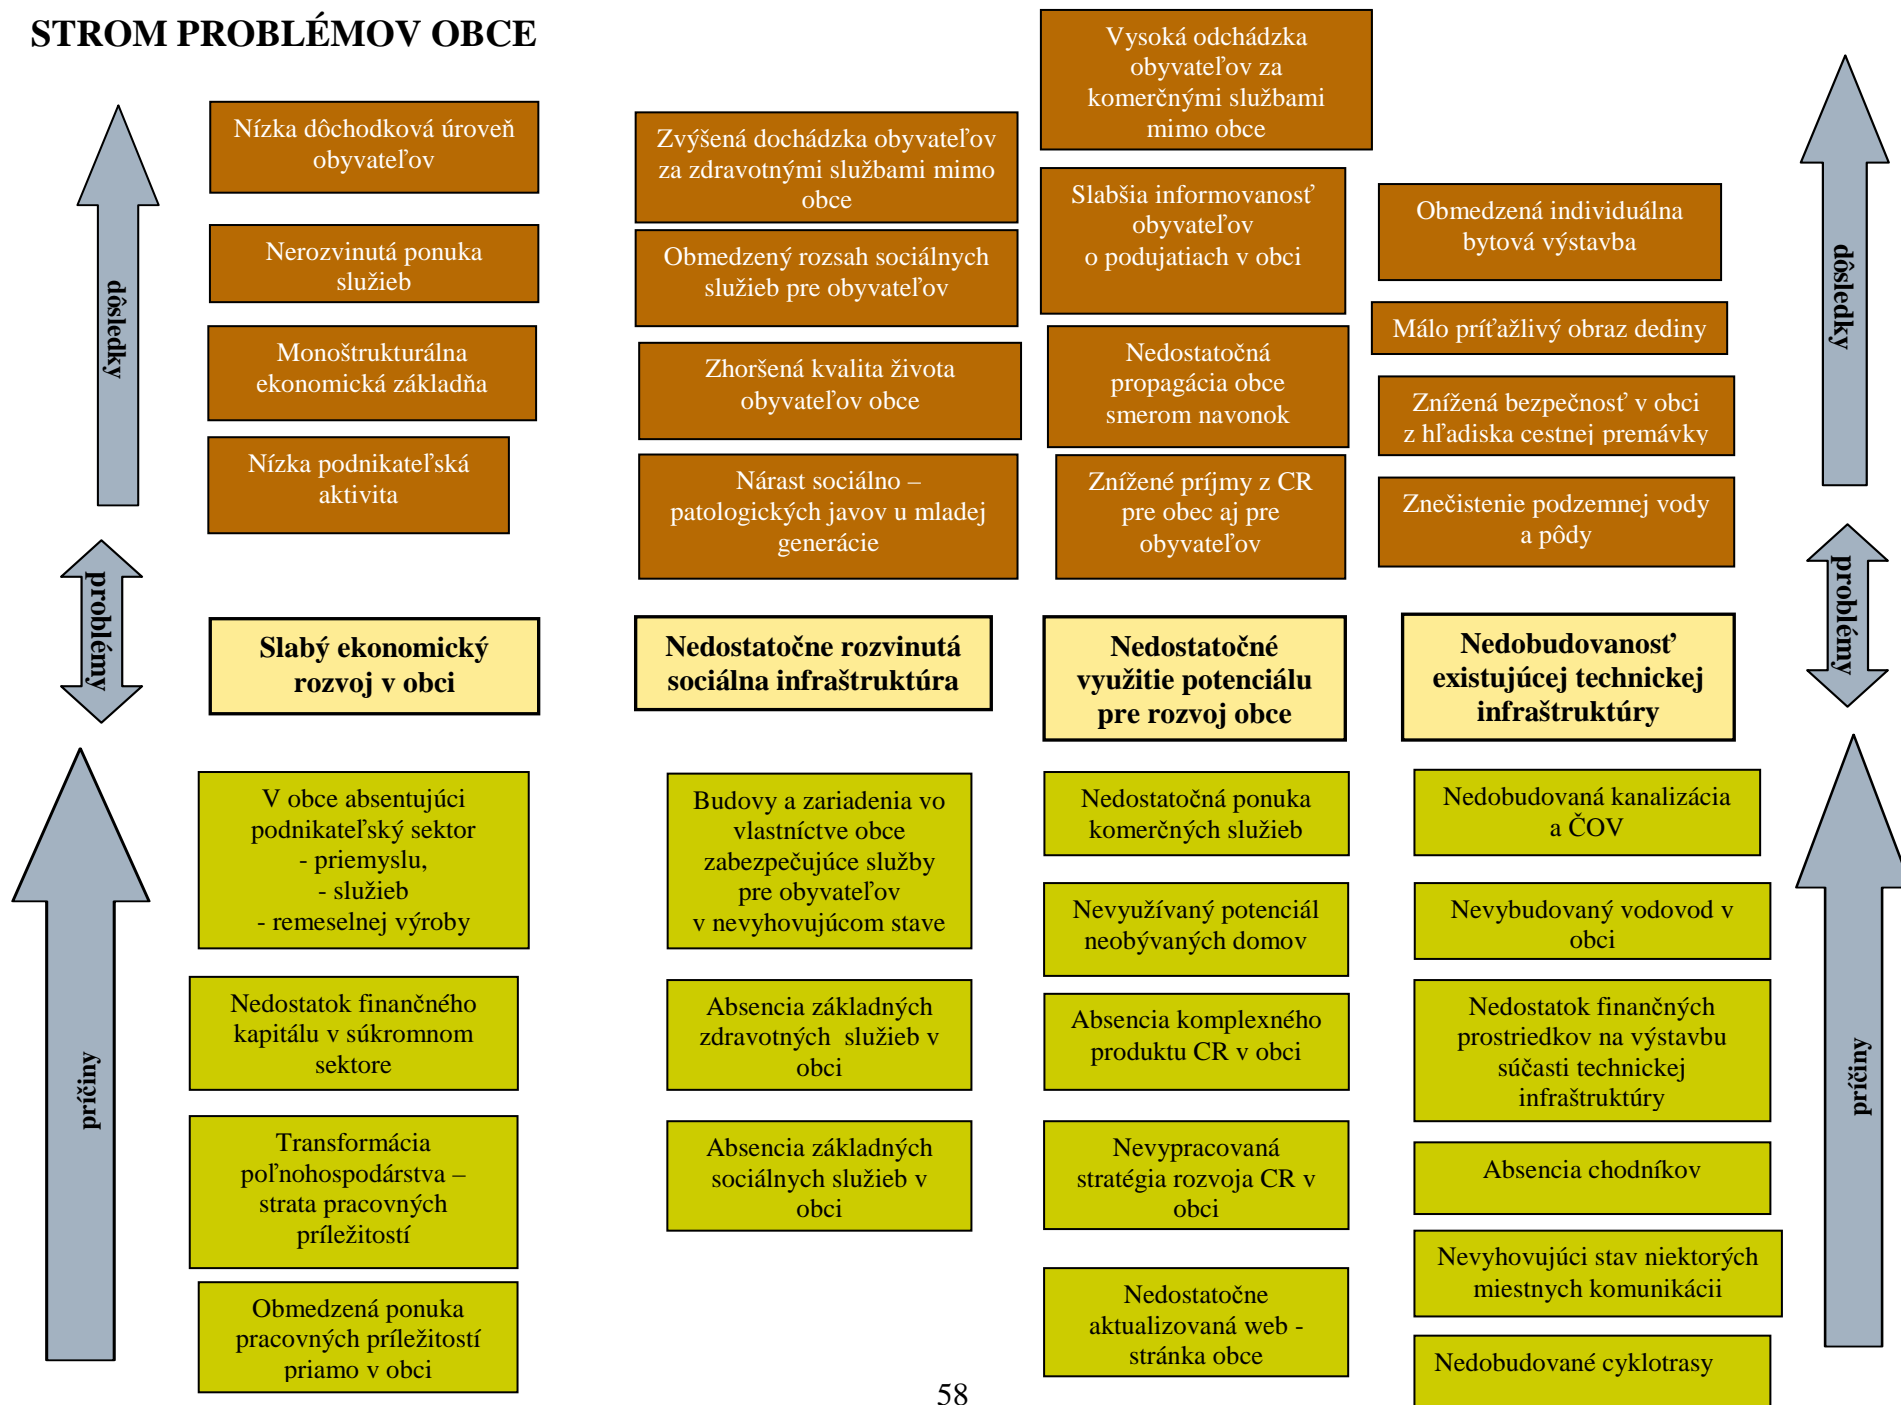 STROM PROBLÉMOV OBCE
dôsledky
problémy
príčiny
Nízka dôchodková úroveň
obyvateľov
Nerozvinutá ponuka
služieb
Monoštrukturálna
ekonomická základňa
Nízka podnikateľská
aktivita
Slabý ekonomický
rozvoj v obci
V obce absentujúci
podnikateľský sektor
- priemyslu,
- služieb
- remeselnej výroby
Nedostatok finančného
kapitálu v súkromnom
sektore
Transformácia
poľnohospodárstva –
strata pracovných
príležitostí
Obmedzená ponuka
pracovných príležitostí
priamo v obci
Zvýšená dochádzka obyvateľov
za zdravotnými službami mimo
obce
Obmedzený rozsah sociálnych
služieb pre obyvateľov
Zhoršená kvalita života
obyvateľov obce
Nárast sociálno –
patologických javov u mladej
generácie
Nedostatočne rozvinutá
sociálna infraštruktúra
Budovy a zariadenia vo
vlastníctve obce
zabezpečujúce služby
pre obyvateľov
v nevyhovujúcom stave
Absencia základných
zdravotných  služieb v
obci
Absencia základných
sociálnych služieb v
obci
Vysoká odchádzka
obyvateľov za
komerčnými službami
mimo obce
Slabšia informovanosť
obyvateľov
o podujatiach v obci
Nedostatočná
propagácia obce
smerom navonok
Znížené príjmy z CR
pre obec aj pre
obyvateľov
Nedostatočné
využitie potenciálu
pre rozvoj obce
Nedostatočná ponuka
komerčných služieb
Nevyužívaný potenciál
neobývaných domov
Absencia komplexného
produktu CR v obci
Nevypracovaná
stratégia rozvoja CR v
obci
Nedostatočne
aktualizovaná web -
stránka obce
Obmedzená individuálna
bytová výstavba
Málo príťažlivý obraz dediny
Znížená bezpečnosť v obci
z hľadiska cestnej premávky
Znečistenie podzemnej vody
a pôdy
Nedobudovanosť
existujúcej technickej
infraštruktúry
Nedobudovaná kanalizácia
a ČOV
Nevybudovaný vodovod v
obci
Nedostatok finančných
prostriedkov na výstavbu
súčasti technickej
infraštruktúry
Absencia chodníkov
Nevyhovujúci stav niektorých
miestnych komunikácii
Nedobudované cyklotrasy
dôsledky
problémy
príčiny
58